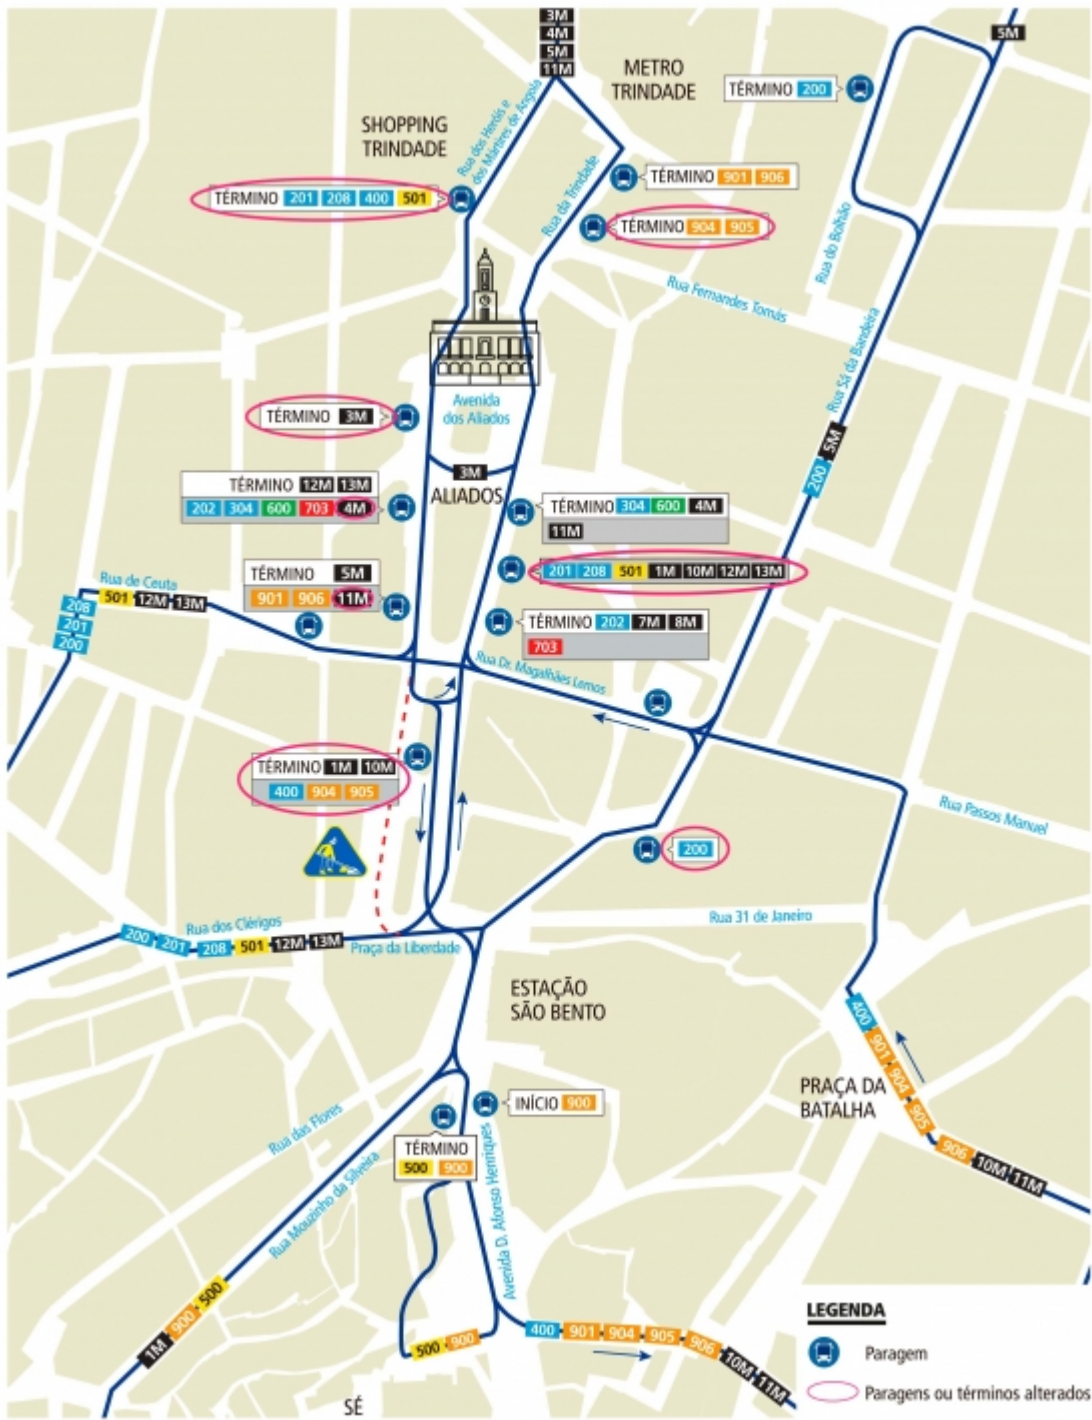 3M
4M
5M
11M
5M
METRO
TRINDADE
TÉRMINO 200
SHOPPING
TRINDADE
Rua dos Heróis e
dos Mártires de Angola
Rua da Trindade
TÉRMINO 901 906
TÉRMINO 201 208 400 501
TÉRMINO 904 905
Rua do Bolhão
Rua Fernandes Tomás
Rua Sá da Bandeira
200 5M
Avenida
dos Aliados
TÉRMINO 3M
3M
ALIADOS
TÉRMINO 12M 13M
202 304 600 703 4M
TÉRMINO 304 600 4M
11M
TÉRMINO 5M
901 906 11M
201 208 501 1M 10M 12M 13M
Rua de Ceuta
501 12M 13M
208
201
200
TÉRMINO 202 7M 8M
703
Rua Dr. Magalhães Lemos
TÉRMINO 1M 10M
400 904 905
Rua Passos Manuel
200
Rua dos Clérigos
200 201 208 501 12M 13M
Praça da Liberdade
Rua 31 de Janeiro
ESTAÇÃO
SÃO BENTO
400 901 904 905 906 10M 11M
PRAÇA DA
BATALHA
INÍCIO 900
TÉRMINO
500 900
Rua das Flores
Rua Mouzinho da Silveira
Avenida D. Afonso Henriques
1M 900 500
500 900
400 901 904 905 906 10M 11M
SÉ
LEGENDA
Paragem
Paragens ou términos alterados